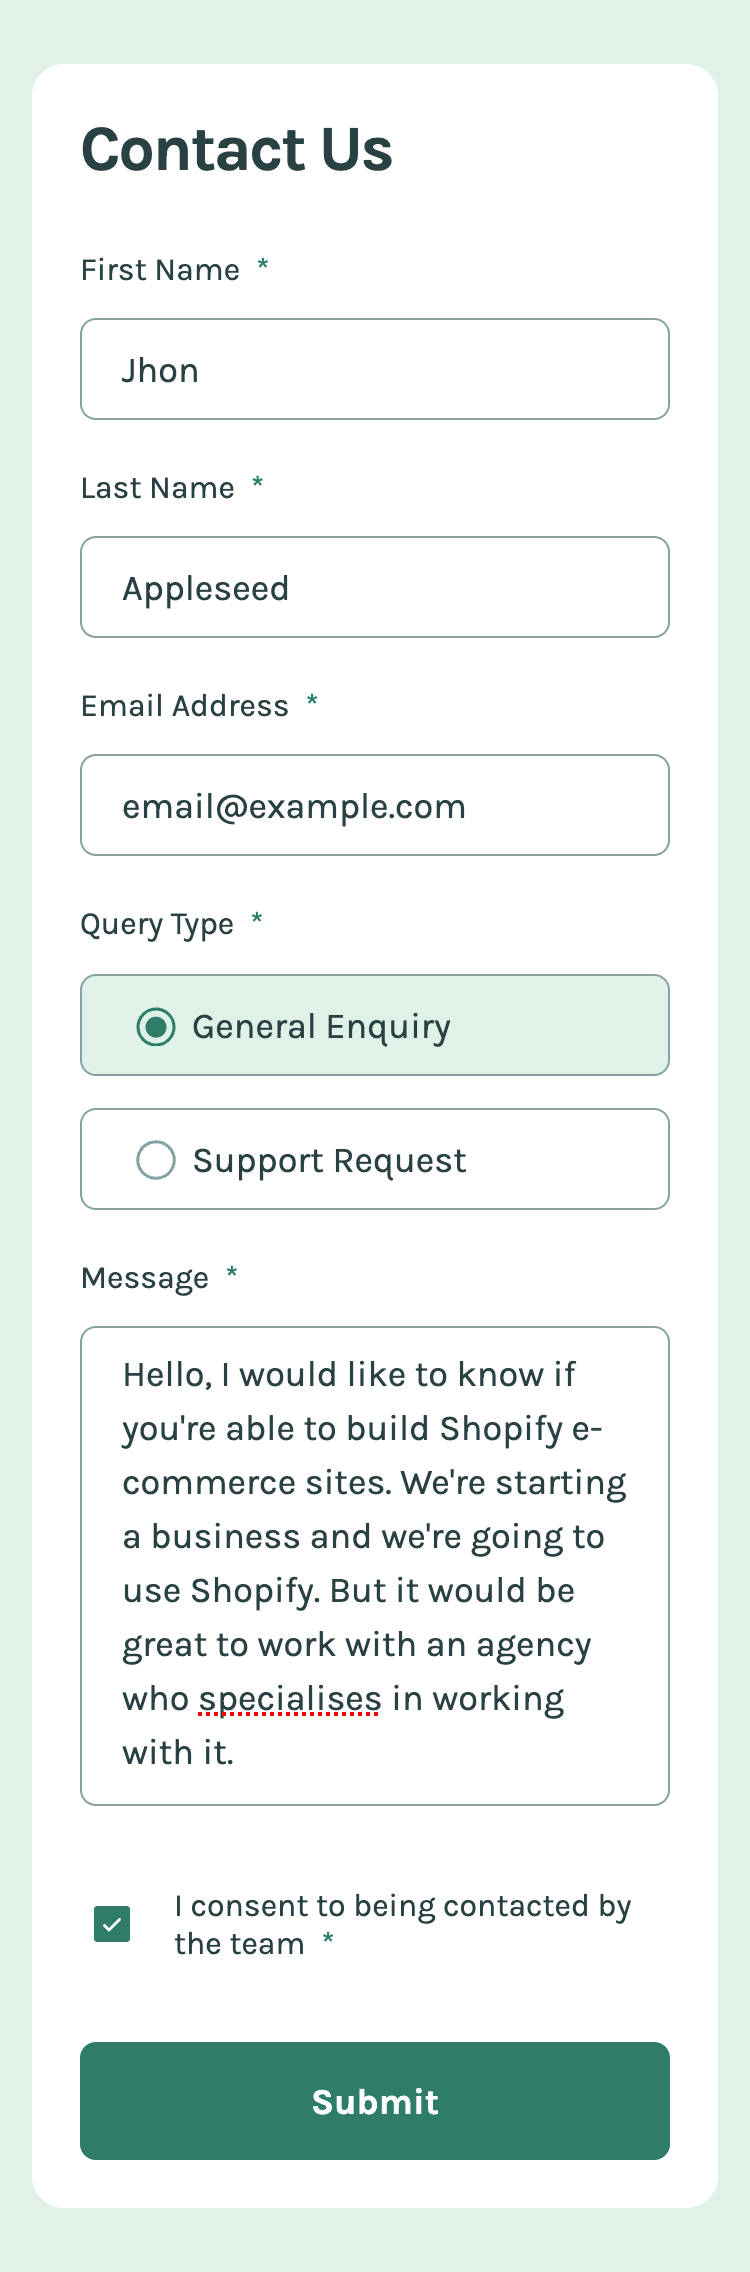 Contact Us
First Name *
Jhon
Last Name *
Appleseed
Email Address *
email@example.com
Query Type *
General Enquiry
Support Request
Message *
Hello, I would like to know if
you're able to build Shopify e-
commerce sites. We're starting
a business and we're going to
use Shopify. But it would be
great to work with an agency
who specialises in working
with it.
I consent to being contacted by
the team *
Submit